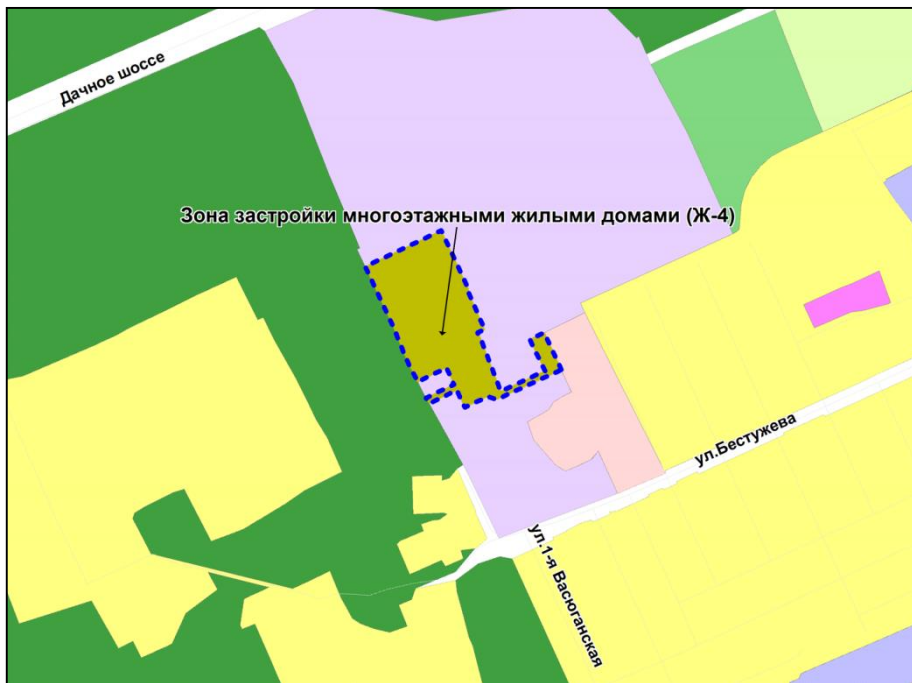 Дачное шоссе
Зона застройки многоэтажными жилыми домами (Ж-4)
ул.Бестужева
ул.1-я Васюганская